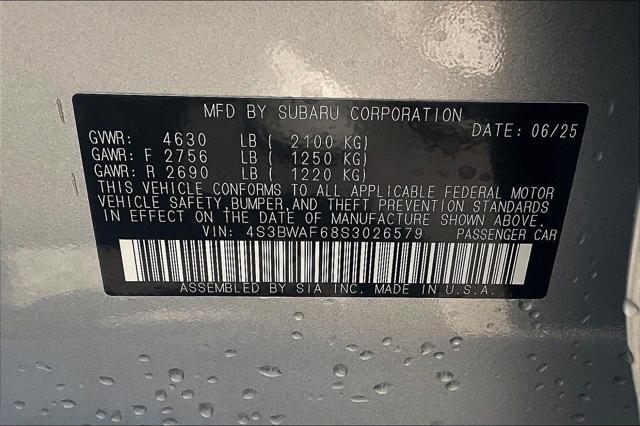 MFD BY SUBARU CORPORATION
DATE: 06/25
GVWR: 4630 LB ( 2100 KG)
GAWR: F 2756 LB ( 1250 KG)
GAWR: R 2690 LB ( 1220 KG)
THIS VEHICLE CONFORMS TO ALL APPLICABLE FEDERAL MOTOR
VEHICLE SAFETY,BUMPER,AND THEFT PREVENTION STANDARDS
IN EFFECT ON THE DATE OF MANUFACTURE SHOWN ABOVE.
VIN: 4S3BWAF68S3026579 PASSENGER CAR
ASSEMBLED BY SIA INC. MADE IN U.S.A.